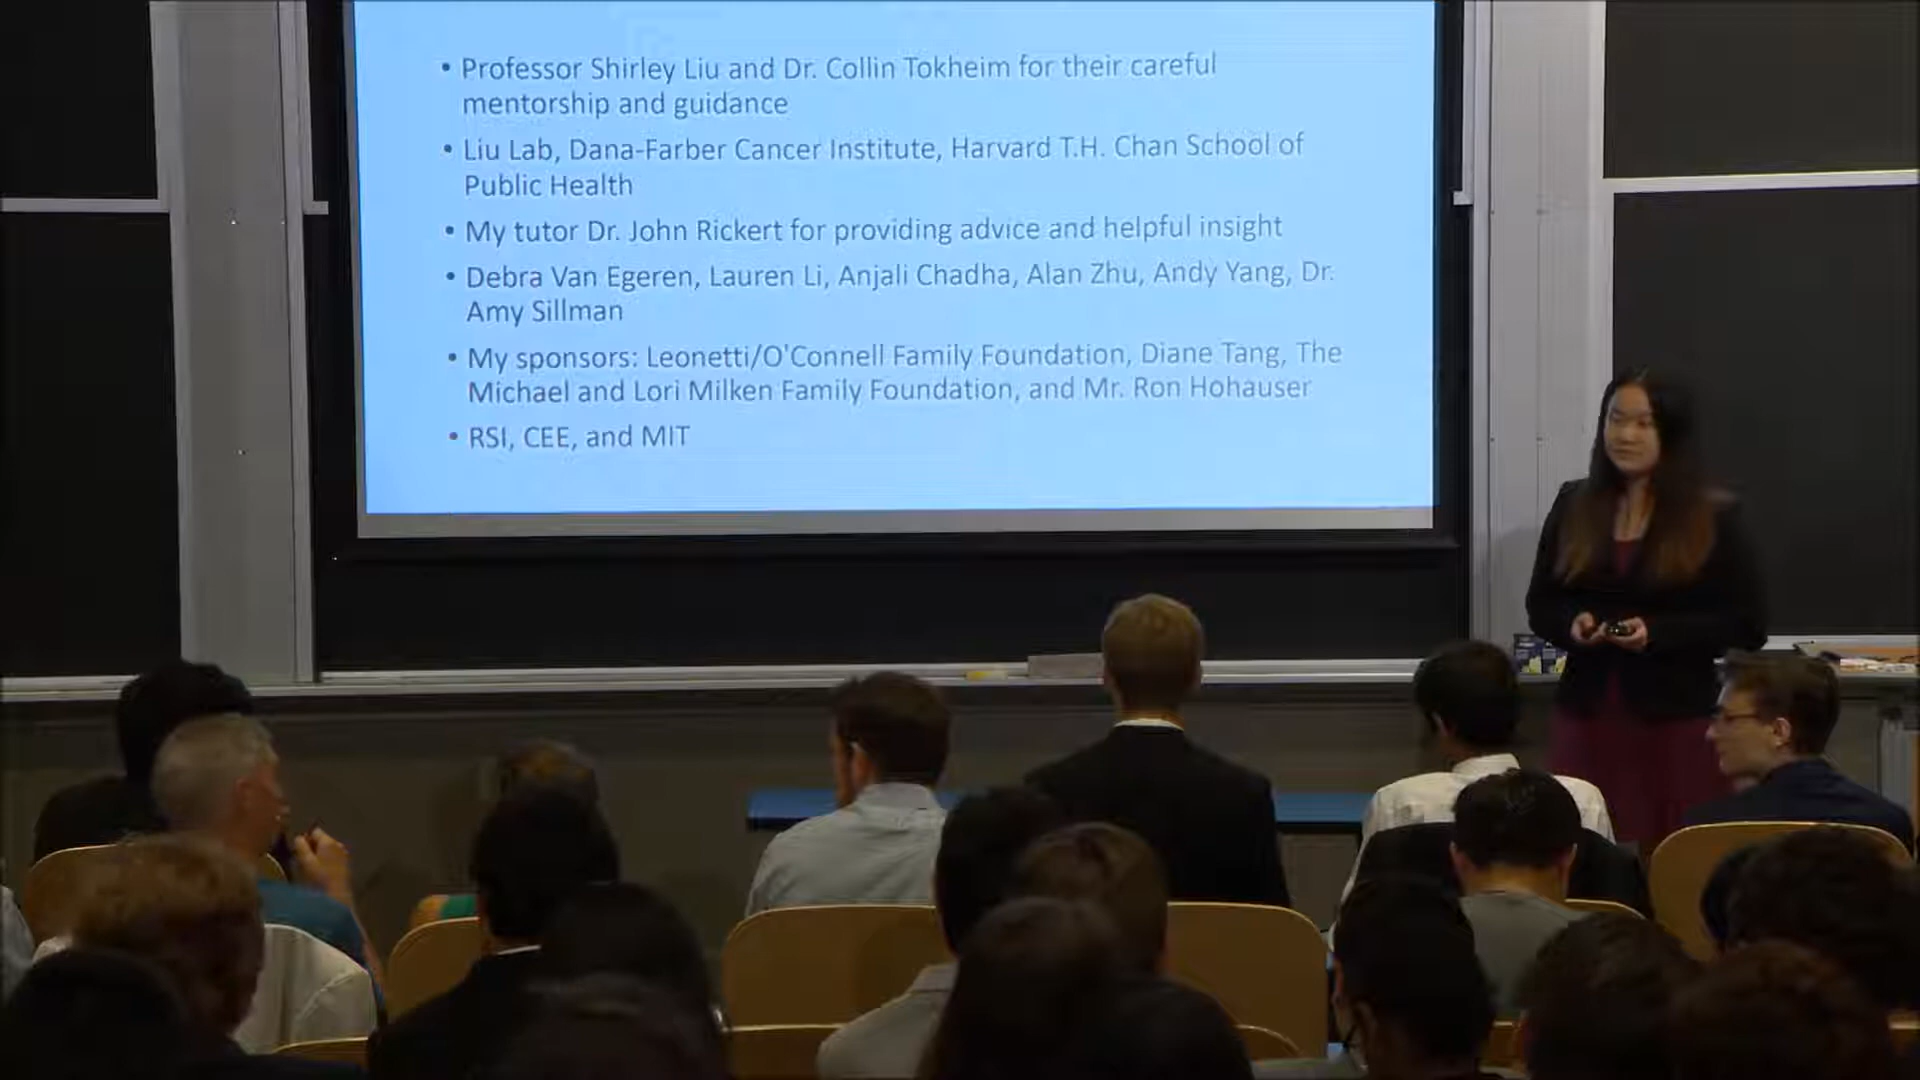 • Professor Shirley Liu and Dr. Collin Tokheim for their careful
mentorship and guidance
• Liu Lab, Dana-Farber Cancer Institute, Harvard T.H. Chan School of
Public Health
• My tutor Dr. John Rickert for providing advice and helpful insight
• Debra Van Egeren, Lauren Li, Anjali Chadha, Alan Zhu, Andy Yang, Dr.
Amy Sillman
• My sponsors: Leonetti/O'Connell Family Foundation, Diane Tang, The
Michael and Lori Milken Family Foundation, and Mr. Ron Hohauser
• RSI, CEE, and MIT